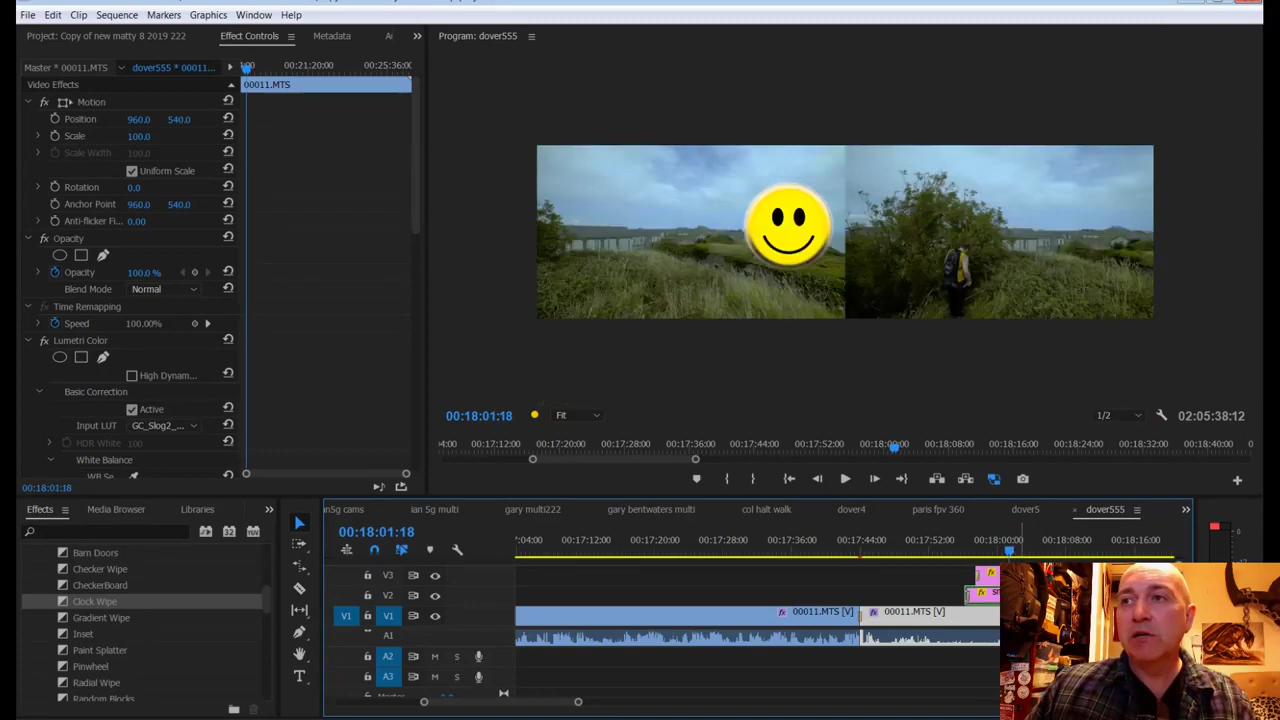 File Edit Clip Sequence Markers Graphics Window Help
Project: Copy of new matty 8 2019 222 Effect Controls Metadata
Program: dover555
Master * 00011.MTS dover555 * 00011...
00:21:20:00 00:25:36:00
Video Effects
00011.MTS
fx Motion
Position 960.0 540.0
Scale 100.0
Scale Width 100.0
Uniform Scale
Rotation 0.0
Anchor Point 960.0 540.0
Anti-flicker Fi... 0.00
fx Opacity
Opacity 100.0 %
Blend Mode Normal
fx Time Remapping
Speed 100.00%
fx Lumetri Color
High Dynam...
Basic Correction
Active
Input LUT GC_Slog2_...
HDR White 100
White Balance
00:18:01:18
00:18:01:18 Fit 1/2 02:05:38:12
4:00 00:17:12:00 00:17:20:00 00:17:28:00 00:17:36:00 00:17:44:00 00:17:52:00 00:18:00:00 00:18:08:00 00:18:16:00 00:18:24:00 00:18:32:00 00:18:40:00
Effects Media Browser Libraries
Barn Doors
Checker Wipe
CheckerBoard
Clock Wipe
Gradient Wipe
Inset
Paint Splatter
Pinwheel
Radial Wipe
Random Blocks
an5g cams ian 5g multi gary multi222 gary bentwaters multi col halt walk dover4 paris fpv 360 dover5 dover555
00:18:01:18
:04:00 00:17:12:00 00:17:20:00 00:17:28:00 00:17:36:00 00:17:44:00 00:17:52:00 00:18:00:00 00:18:08:00 00:18:16:00
V3 fx
V2 fx
V1 V1 fx 00011.MTS [V] fx 00011.MTS [V]
A1
A2 M S
A3 M S
Master
0